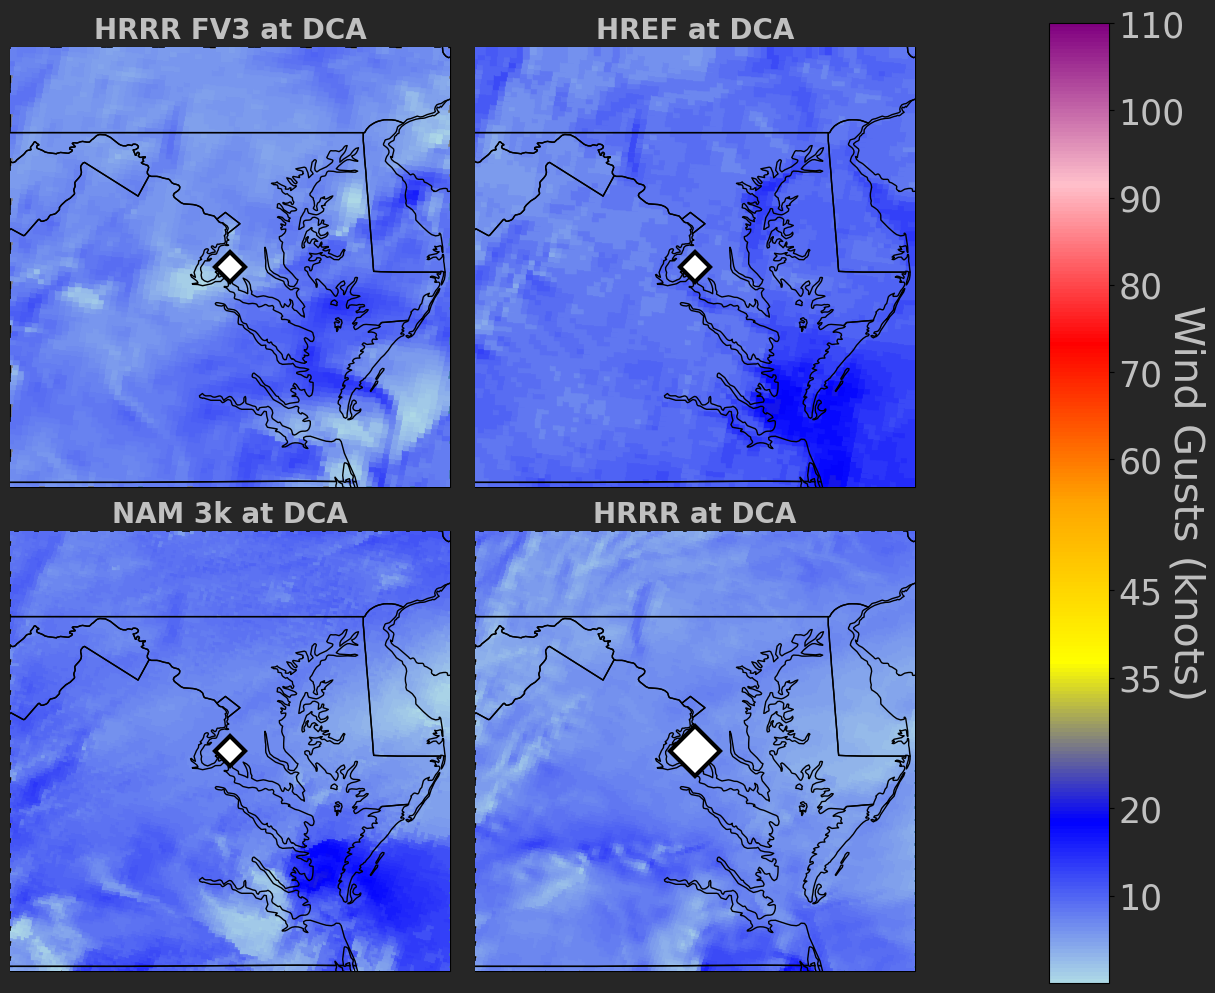 HRRR FV3 at DCA
HREF at DCA
NAM 3k at DCA
HRRR at DCA
110
100
90
80
70
60
45
35
20
10
Wind Gusts (knots)